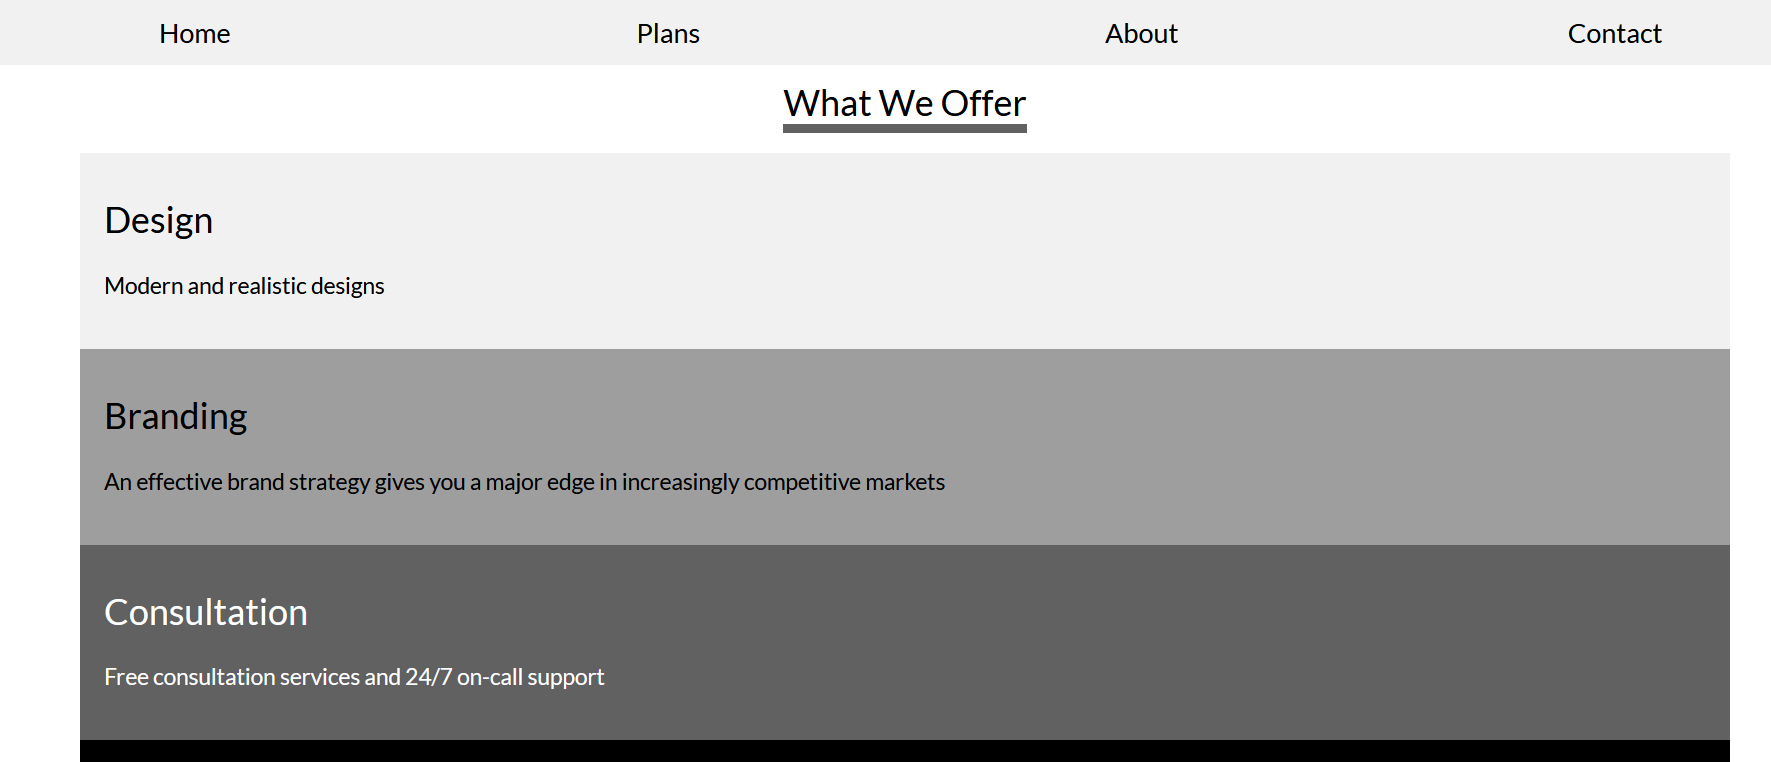 Home Plans About Contact
What We Offer
Design
Modern and realistic designs
Branding
An effective brand strategy gives you a major edge in increasingly competitive markets
Consultation
Free consultation services and 24/7 on-call support